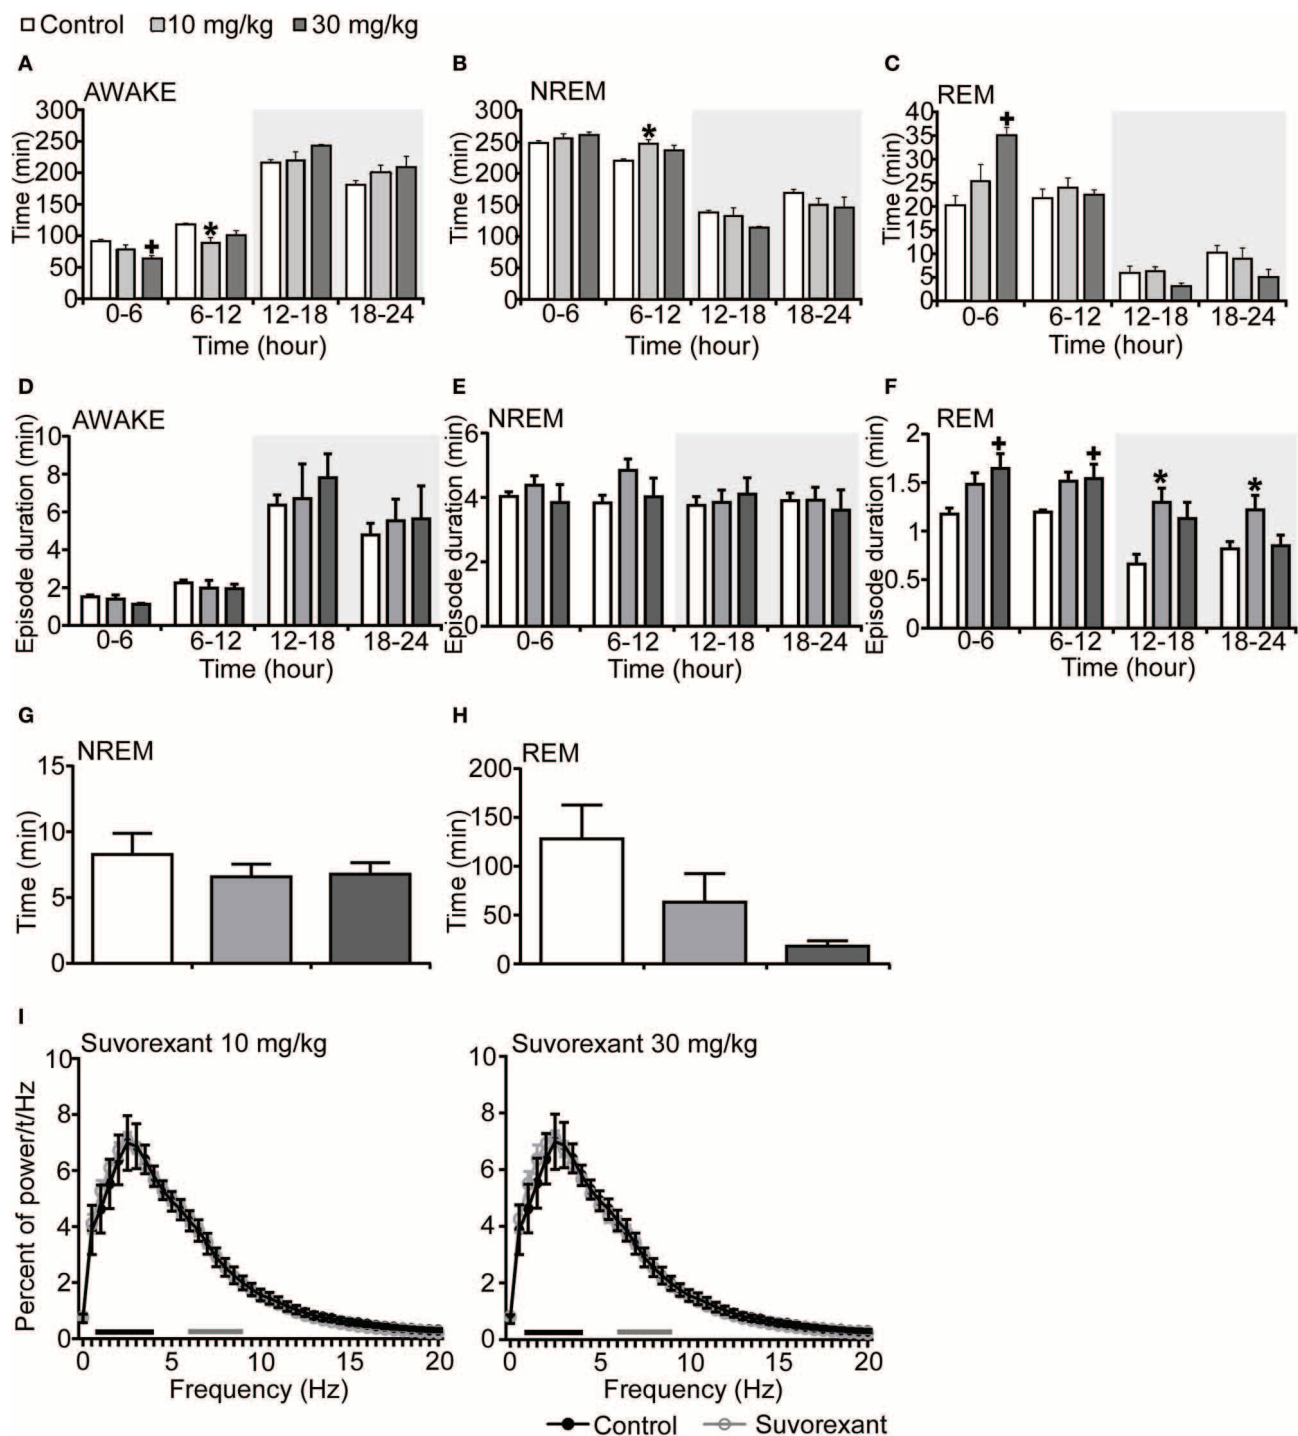 Control 10 mg/kg 30 mg/kg
A B C
AWAKE NREM REM
Time (min) 300 250 200 150 100 50 0
+ * *
0-6 6-12 12-18 18-24
Time (hour)
Time (min) 300 250 200 150 100 50 0
*
0-6 6-12 12-18 18-24
Time (hour)
Time (min) 40 35 30 25 20 15 10 5 0
+
0-6 6-12 12-18 18-24
Time (hour)
D E F
AWAKE NREM REM
Episode duration (min) 10 8 6 4 2 0
0-6 6-12 12-18 18-24
Time (hour)
Episode duration (min) 6 4 2 0
0-6 6-12 12-18 18-24
Time (hour)
Episode duration (min) 2 1.5 1 0.5 0
+ + * *
0-6 6-12 12-18 18-24
Time (hour)
G H
NREM REM
Time (min) 15 10 5 0
Time (min) 200 150 100 50 0
I
Suvorexant 10 mg/kg Suvorexant 30 mg/kg
Percent of power/t/Hz 10 8 6 4 2 0
0 5 10 15 20
Frequency (Hz)
10 8 6 4 2 0
0 5 10 15 20
Frequency (Hz)
Control Suvorexant